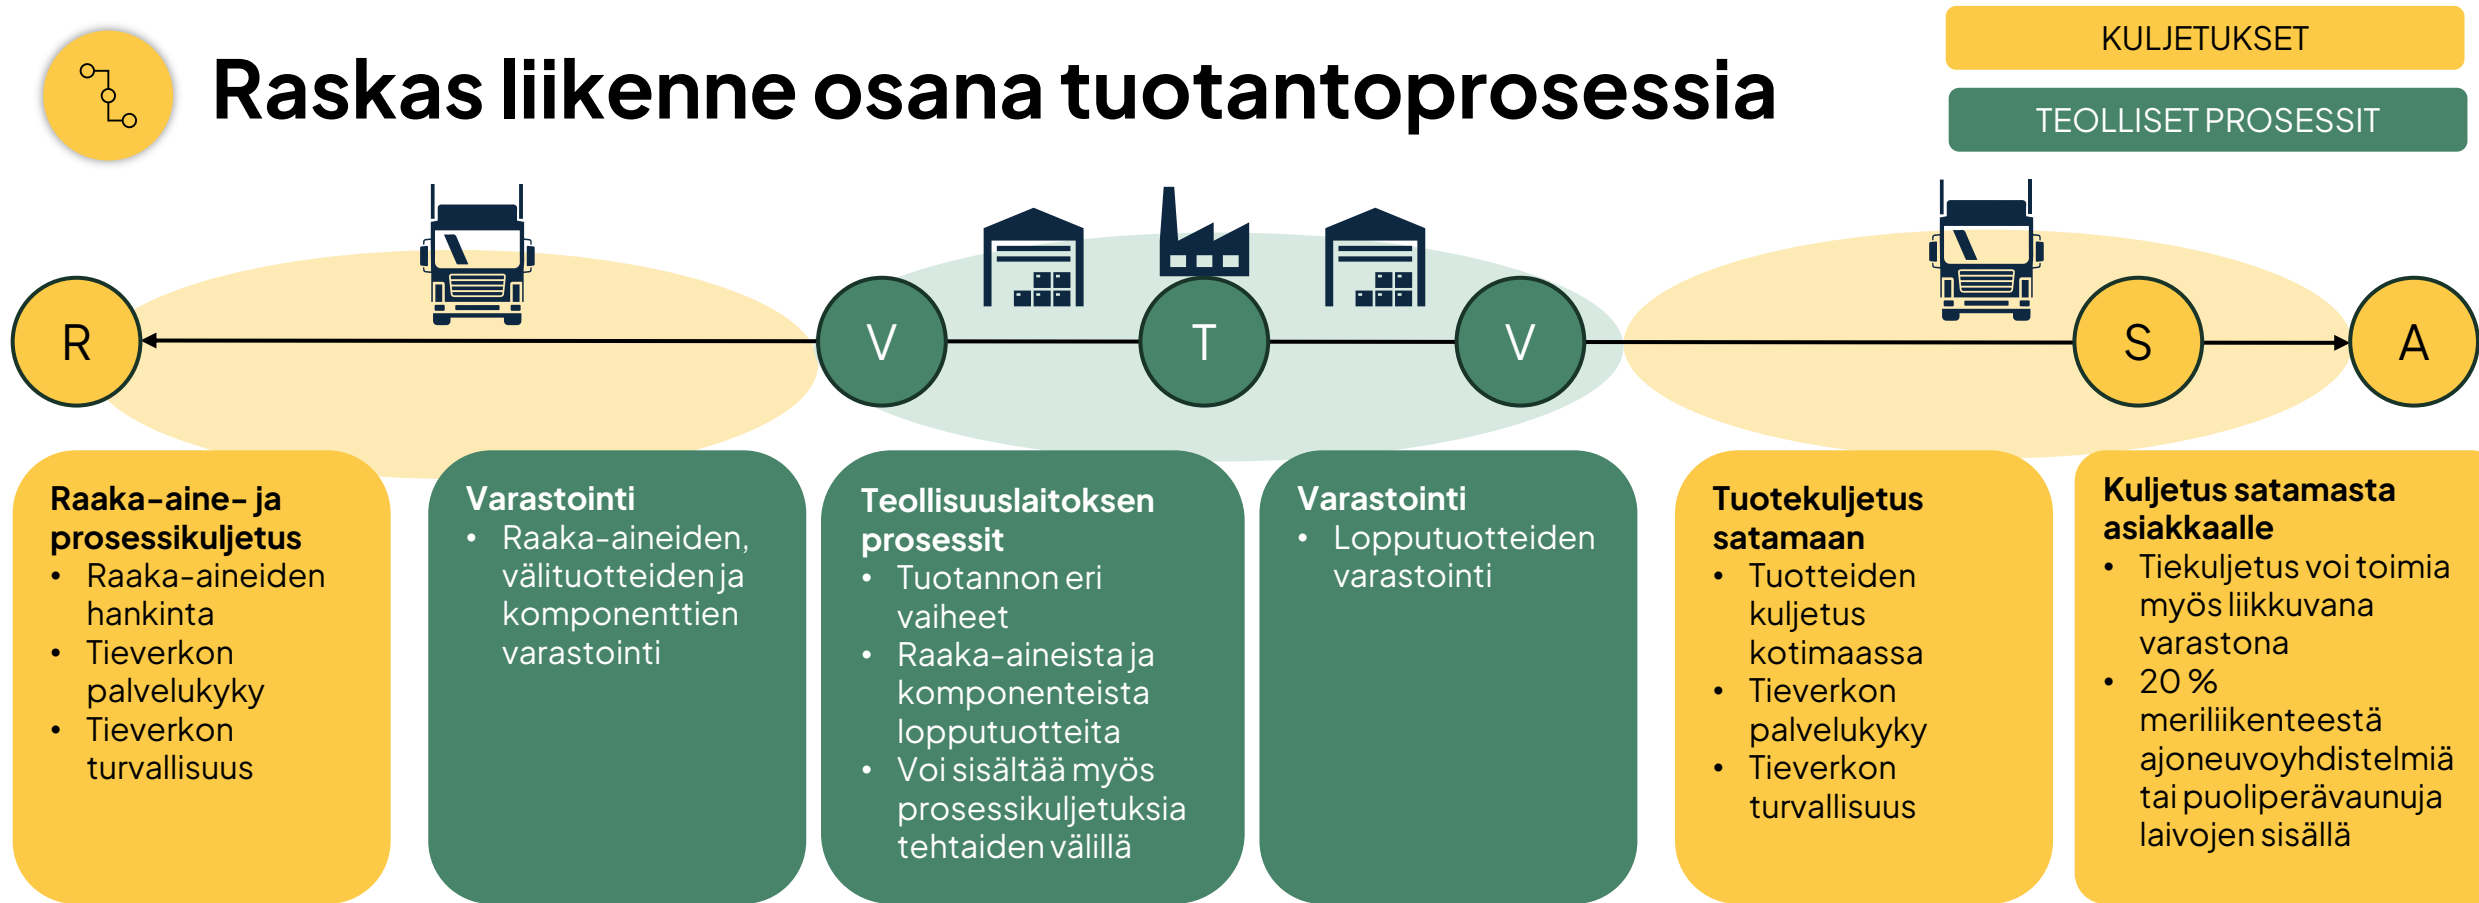 Raskas liikenne osana tuotantoprosessia
KULJETUKSET
TEOLLISET PROSESSIT
R
V
T
V
S
A
Raaka-aine- ja
prosessikuljetus
• Raaka-aineiden
hankinta
• Tieverkon
palvelukyky
• Tieverkon
turvallisuus
Varastointi
• Raaka-aineiden,
välituotteiden ja
komponenttien
varastointi
Teollisuuslaitoksen
prosessit
• Tuotannon eri
vaiheet
• Raaka-aineista ja
komponenteista
lopputuotteita
• Voi sisältää myös
prosessikuljetuksia
tehtaiden välillä
Varastointi
• Lopputuotteiden
varastointi
Tuotekuljetus
satamaan
• Tuotteiden
kuljetus
kotimaassa
• Tieverkon
palvelukyky
• Tieverkon
turvallisuus
Kuljetus satamasta
asiakkaalle
• Tiekuljetus voi toimia
myös liikkuvana
varastona
• 20 %
meriliikenteestä
ajoneuvoyhdistelmiä
tai puoliperävaunuja
laivojen sisällä